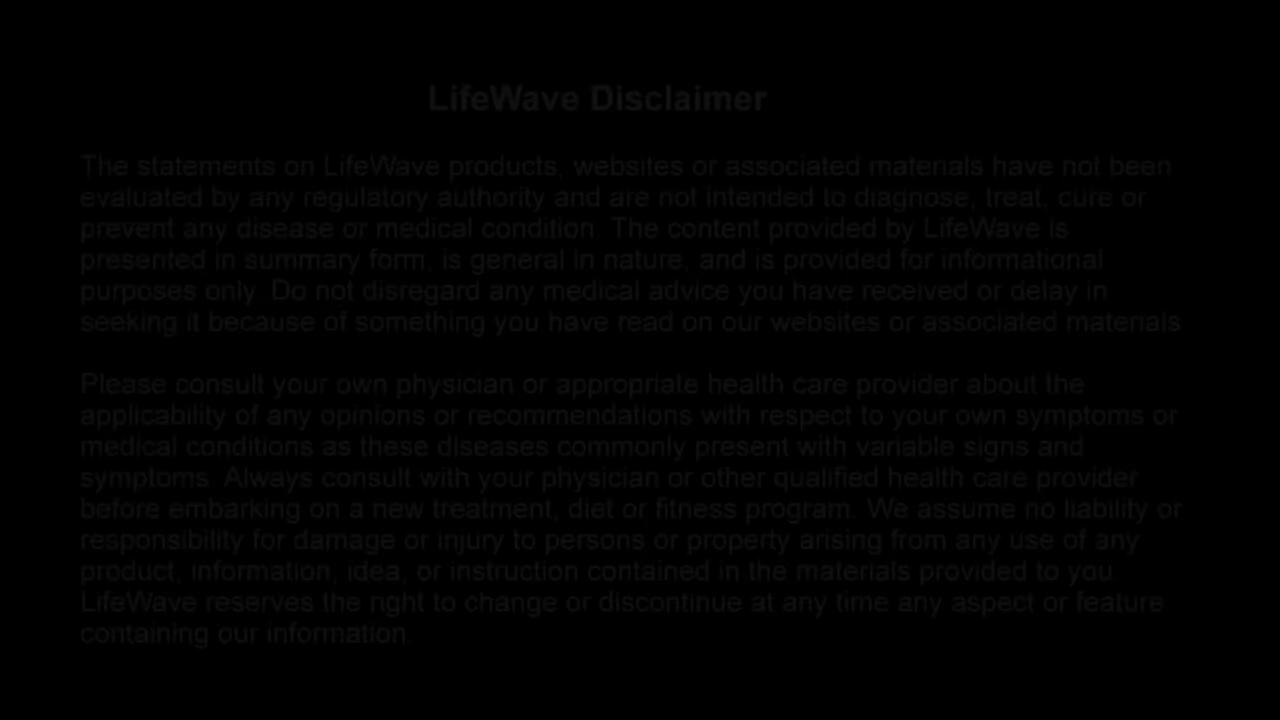 LifeWave Disclaimer
The statements on LifeWave products, websites or associated materials have not been
evaluated by any regulatory authority and are not intended to diagnose, treat, cure or
prevent any disease or medical condition. The content provided by LifeWave is
presented in summary form, is general in nature, and is provided for informational
purposes only. Do not disregard any medical advice you have received or delay in
seeking it because of something you have read on our websites or associated materials
Please consult your own physician or appropriate health care provider about the
applicability of any opinions or recommendations with respect to your own symptoms or
medical conditions as these diseases commonly present with variable signs and
symptoms. Always consult with your physician or other qualified health care provider
before embarking on a new treatment, diet or fitness program. We assume no liability or
responsibility for damage or injury to persons or property arising from any use of any
product, information, idea, or instruction contained in the materials provided to you.
LifeWave reserves the right to change or discontinue at any time any aspect or feature
containing our information.